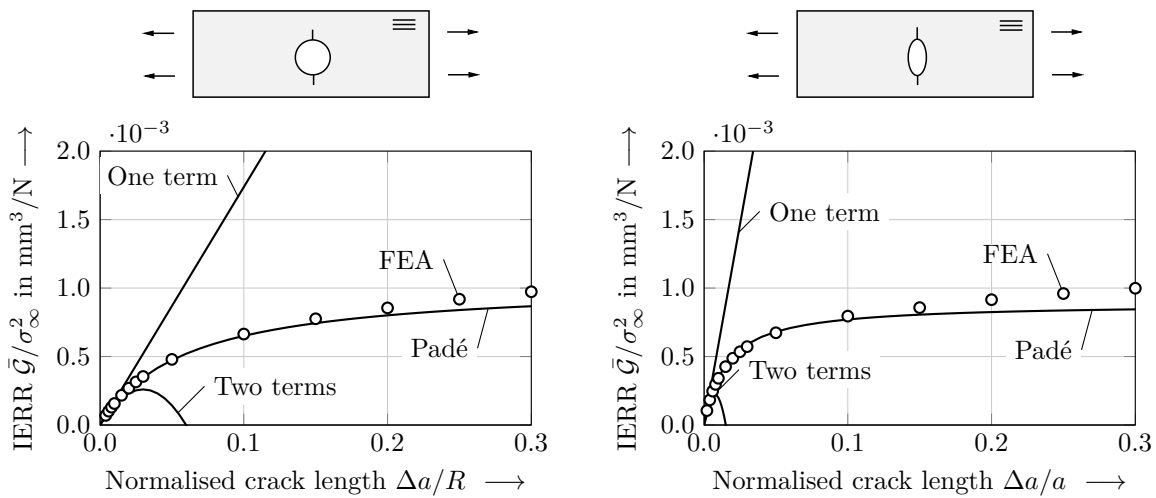 ·10⁻³
2.0
1.5
1.0
0.5
0.0
One term
FEA
Padé
Two terms
0.0 0.1 0.2 0.3
IERR 𝒢̄/σ²∞ in mm³/N ⟶
Normalised crack length Δa/R ⟶
·10⁻³
2.0
1.5
1.0
0.5
0.0
One term
FEA
Padé
Two terms
0.0 0.1 0.2 0.3
IERR 𝒢̄/σ²∞ in mm³/N ⟶
Normalised crack length Δa/a ⟶